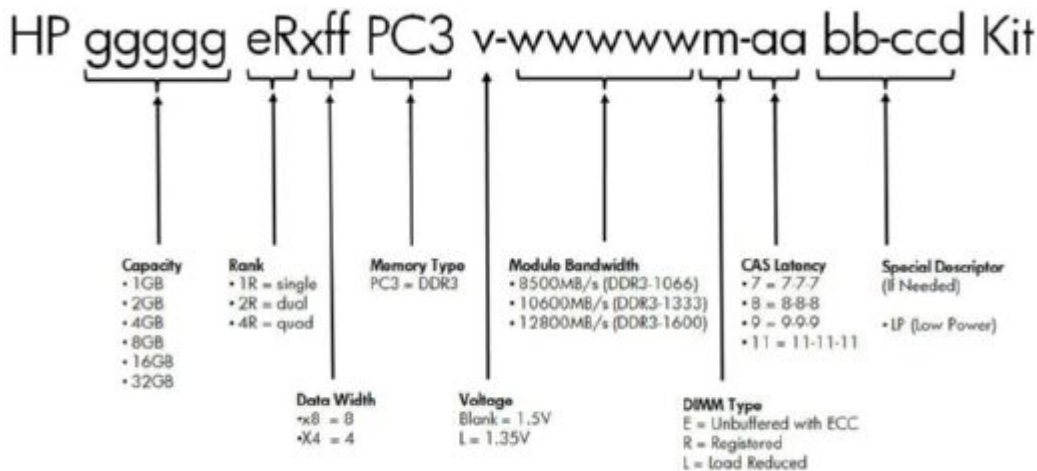 HP ggggg eRxff PC3 v-wwwwwm-aa bb-ccd Kit
Capacity
• 1GB
• 2GB
• 4GB
• 8GB
• 16GB
• 32GB
Rank
• 1R = single
• 2R = dual
• 4R = quad
Memory Type
PC3 = DDR3
Module Bandwidth
• 8500MB/s (DDR3-1066)
• 10600MB/s (DDR3-1333)
• 12800MB/s (DDR3-1600)
CAS Latency
• 7 = 7-7-7
• 8 = 8-8-8
• 9 = 9-9-9
• 11 = 11-11-11
Special Descriptor
(If Needed)
• LP (Low Power)
Data Width
•x8 = 8
•X4 = 4
Voltage
Blank = 1.5V
L = 1.35V
DIMM Type
E = Unbuffered with ECC
R = Registered
L = Load Reduced